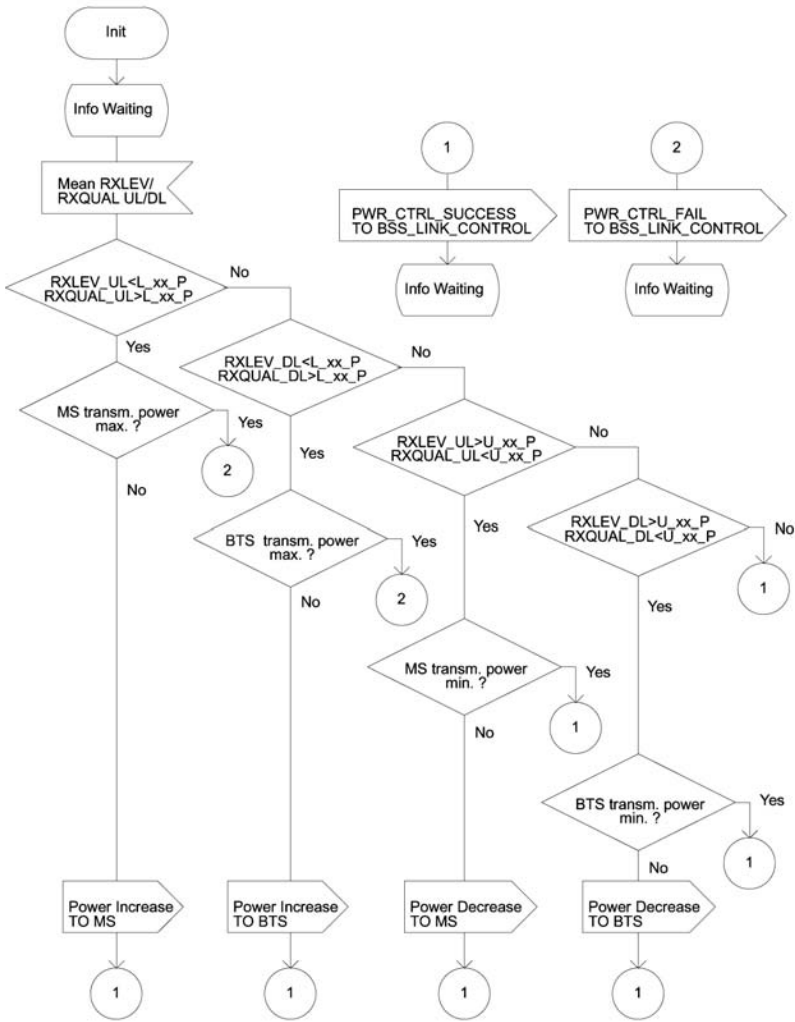 Init
Info Waiting
Mean RXLEV/
RXQUAL UL/DL
1
PWR_CTRL_SUCCESS
TO BSS_LINK_CONTROL
Info Waiting
2
PWR_CTRL_FAIL
TO BSS_LINK_CONTROL
Info Waiting
RXLEV_UL<L_xx_P
RXQUAL_UL>L_xx_P
No
Yes
MS transm. power
max. ?
Yes
2
No
RXLEV_DL<L_xx_P
RXQUAL_DL>L_xx_P
No
Yes
BTS transm. power
max. ?
Yes
2
No
RXLEV_UL>U_xx_P
RXQUAL_UL<U_xx_P
No
Yes
MS transm. power
min. ?
Yes
1
No
RXLEV_DL>U_xx_P
RXQUAL_DL<U_xx_P
No
1
Yes
BTS transm. power
min. ?
Yes
1
No
Power Increase
TO MS
1
Power Increase
TO BTS
1
Power Decrease
TO MS
1
Power Decrease
TO BTS
1